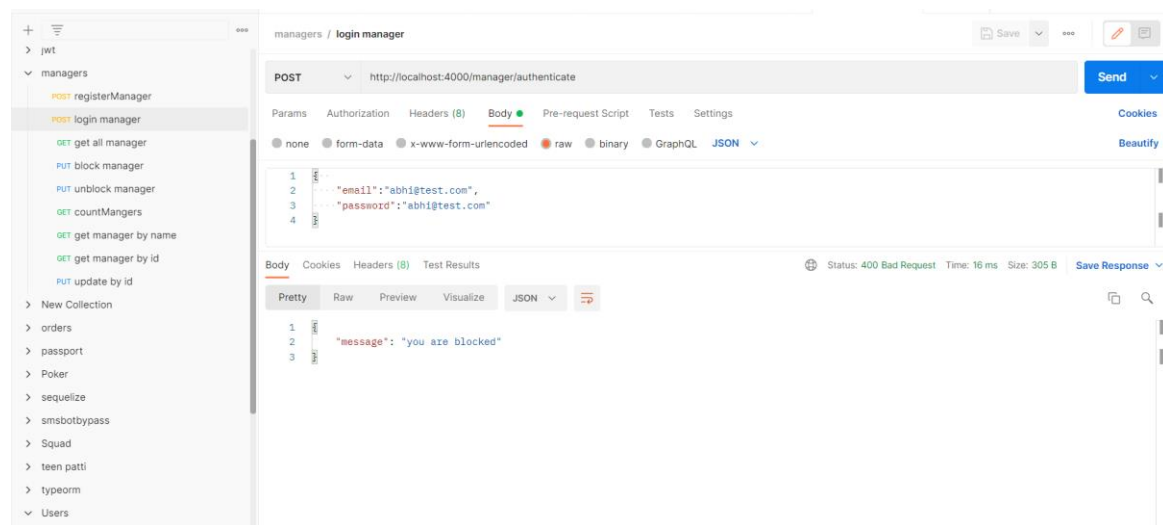 + ooo
jwt
managers
POST registerManager
POST login manager
GET get all manager
PUT block manager
PUT unblock manager
GET countMangers
GET get manager by name
GET get manager by id
PUT update by id
New Collection
orders
passport
Poker
sequelize
smsbotbypass
Squad
teen patti
typeorm
Users
managers / login manager
Save ooo
POST http://localhost:4000/manager/authenticate Send
Params Authorization Headers (8) Body Pre-request Script Tests Settings Cookies
none form-data x-www-form-urlencoded raw binary GraphQL JSON Beautify
1 {
2 "email":"abhi@test.com",
3 "password":"abhi@test.com"
4 }
Body Cookies Headers (8) Test Results Status: 400 Bad Request Time: 16 ms Size: 305 B Save Response
Pretty Raw Preview Visualize JSON
1 {
2 "message": "you are blocked"
3 }